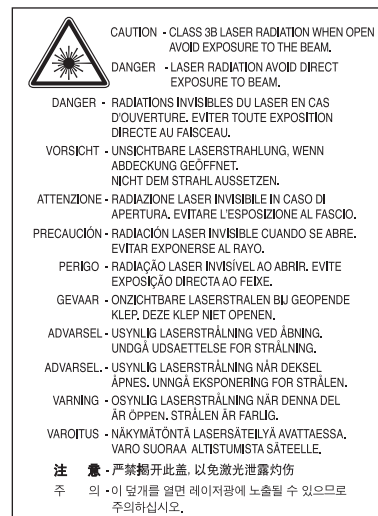 CAUTION - CLASS 3B LASER RADIATION WHEN OPEN
AVOID EXPOSURE TO THE BEAM.
DANGER - LASER RADIATION AVOID DIRECT
EXPOSURE TO BEAM.
DANGER - RADIATIONS INVISIBLES DU LASER EN CAS
D'OUVERTURE. EVITER TOUTE EXPOSITION
DIRECTE AU FAISCEAU.
VORSICHT - UNSICHTBARE LASERSTRAHLUNG, WENN
ABDECKUNG GEÖFFNET.
NICHT DEM STRAHL AUSSETZEN.
ATTENZIONE - RADIAZIONE LASER INVISIBILE IN CASO DI
APERTURA. EVITARE L'ESPOSIZIONE AL FASCIO.
PRECAUCIÓN - RADIACIÓN LASER INVISIBLE CUANDO SE ABRE.
EVITAR EXPONERSE AL RAYO.
PERIGO - RADIAÇÃO LASER INVISÍVEL AO ABRIR. EVITE
EXPOSIÇÃO DIRECTA AO FEIXE.
GEVAAR - ONZICHTBARE LASERSTRALEN BIJ GEOPENDE
KLEP. DEZE KLEP NIET OPENEN.
ADVARSEL - USYNLIG LASERSTRÅLNING VED ÅBNING.
UNDGÅ UDSAETTELSE FOR STRÅLNING.
ADVARSEL. - USYNLIG LASERSTRÅLNING NÅR DEKSEL
ÅPNES. UNNGÅ EKSPONERING FOR STRÅLEN.
VARNING - OSYNLIG LASERSTRÅLNING NÄR DENNA DEL
ÄR ÖPPEN. STRÅLEN ÄR FARLIG.
VAROITUS - NÄKYMÄTÖNTÄ LASERSÄTEILYÄ AVATTAESSA.
VARO SUORAA ALTISTUMISTA SÄTEELLE.
注 意 - 严禁揭开此盖, 以免激光泄露灼伤
주 의 - 이 덮개를 열면 레이저광에 노출될 수 있으므로
주의하십시오.